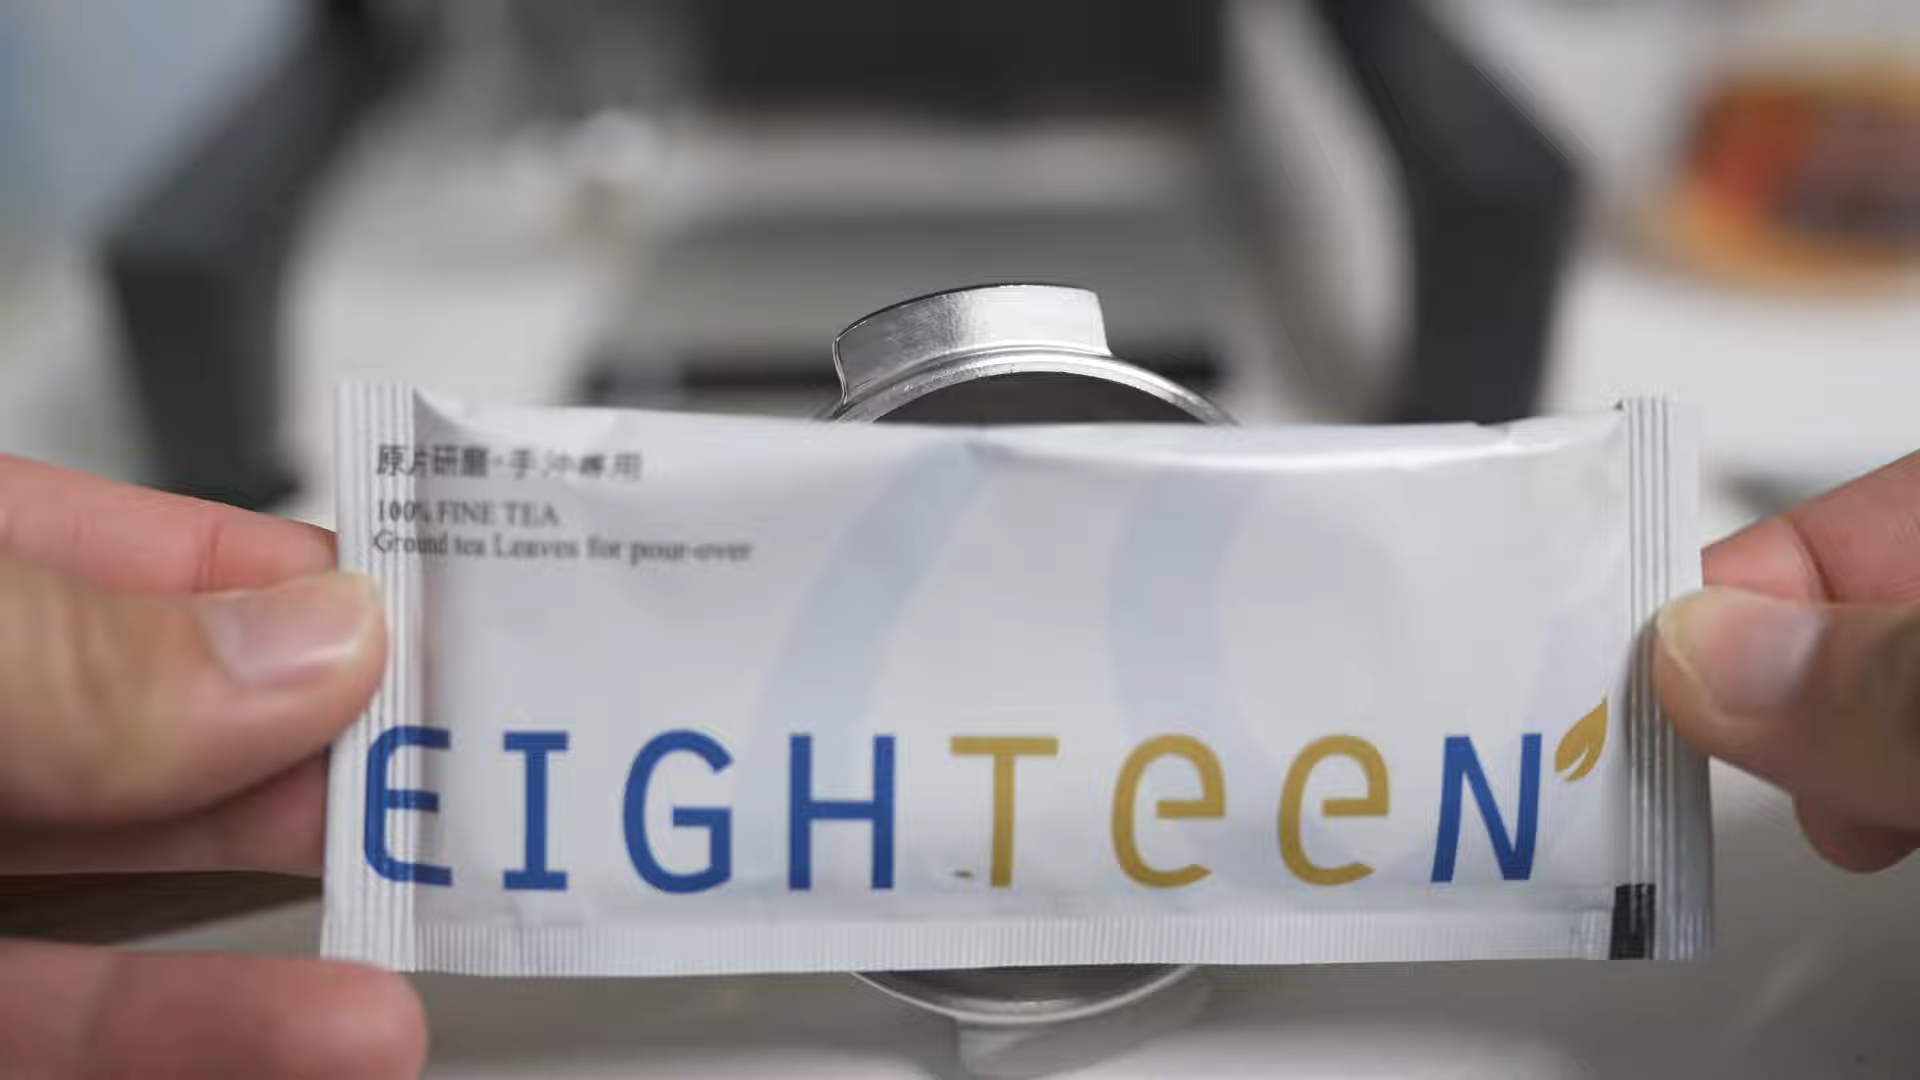 原片研磨·手沖專用
100% FINE TEA
Ground tea Leaves for pour-over
EIGHTeeN